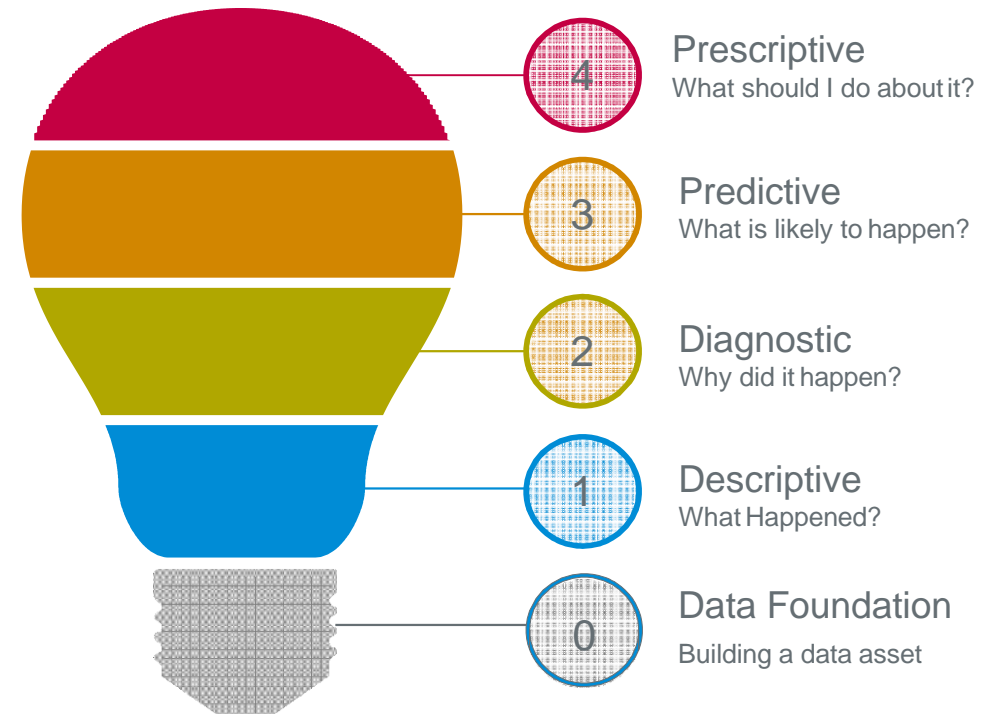 4
Prescriptive
What should I do about it?
3
Predictive
What is likely to happen?
2
Diagnostic
Why did it happen?
1
Descriptive
What Happened?
0
Data Foundation
Building a data asset